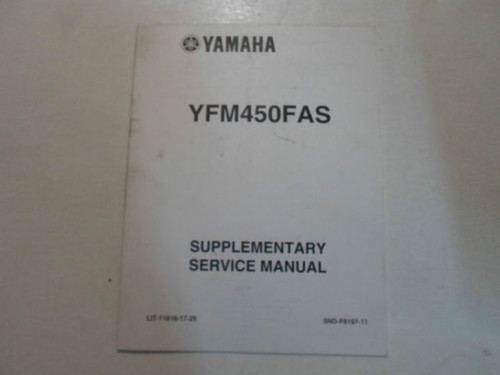 YAMAHA
YFM450FAS
SUPPLEMENTARY
SERVICE MANUAL